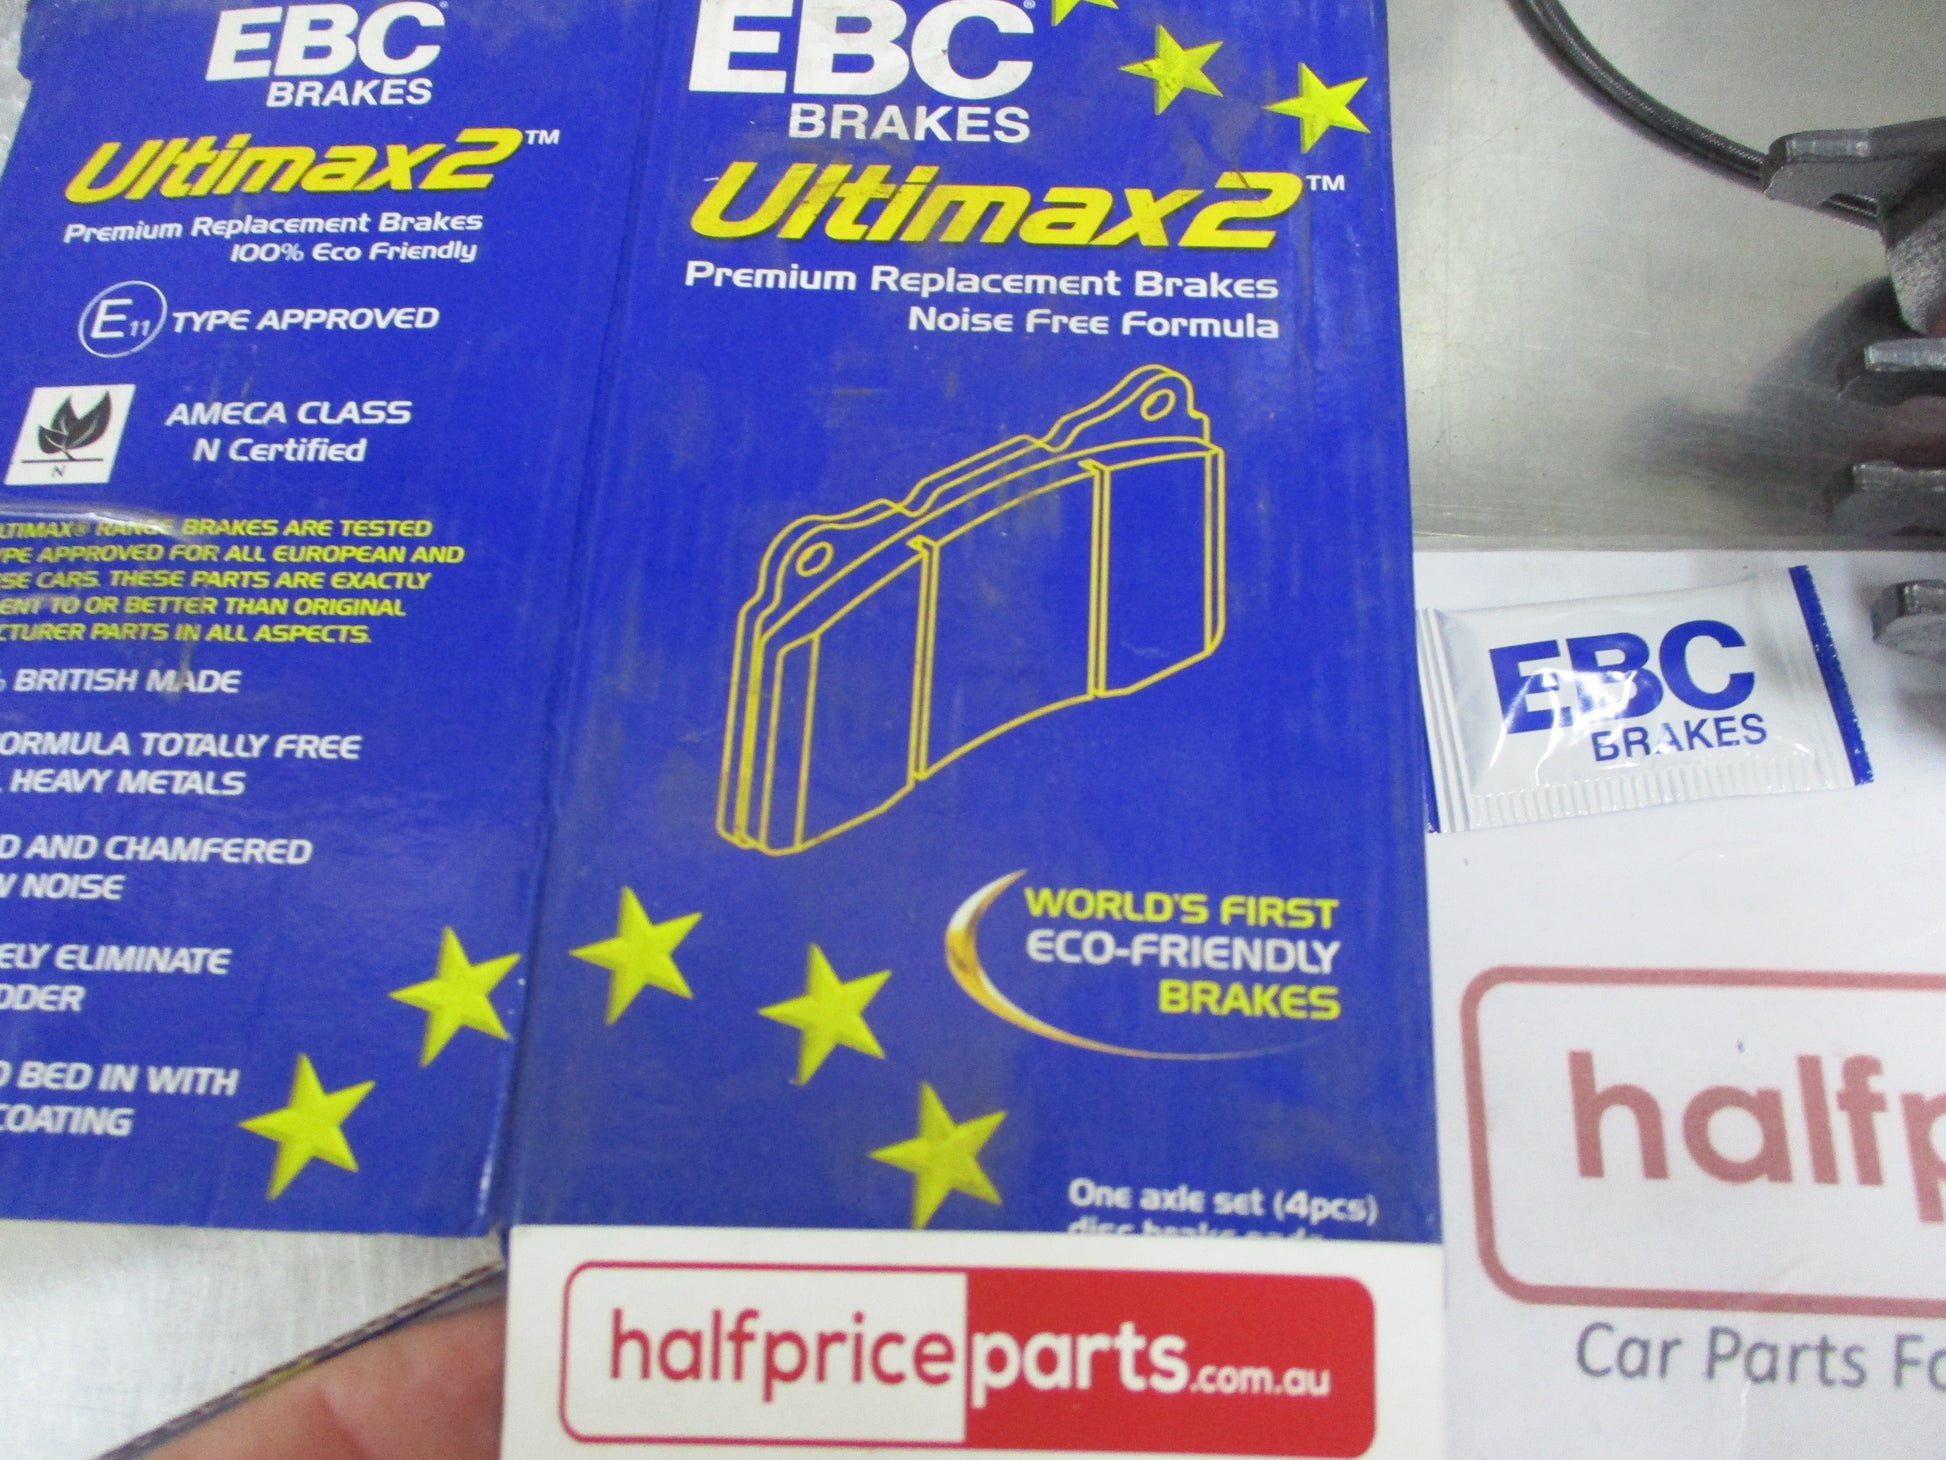 EBC®
BRAKES
Ultimax2™
Premium Replacement Brakes
100% Eco Friendly
E11 TYPE APPROVED
N
AMECA CLASS
N Certified
RANGE BRAKES ARE TESTED
APPROVED FOR ALL EUROPEAN AND
CARS. THESE PARTS ARE EXACTLY
TO OR BETTER THAN ORIGINAL
PARTS IN ALL ASPECTS.
BRITISH MADE
TOTALLY FREE
HEAVY METALS
AND CHAMFERED
NOISE
ELIMINATE
BED IN WITH
COATING
EBC®
BRAKES
Ultimax2™
Premium Replacement Brakes
Noise Free Formula
WORLD'S FIRST
ECO-FRIENDLY
BRAKES
One axle set (4pcs)
disc brake pads
halfpriceparts.com.au
EBC
BRAKES
halfp
Car Parts